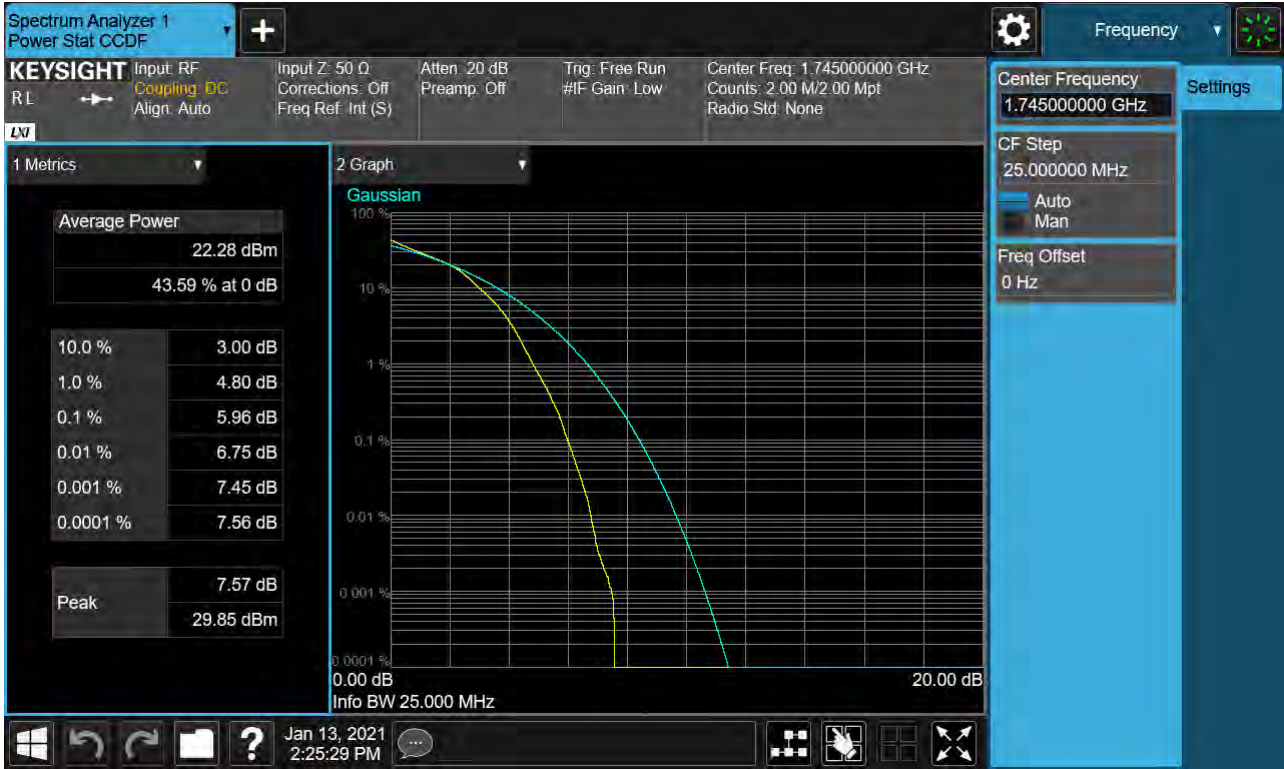 Spectrum Analyzer 1
Power Stat CCDF
Frequency
KEYSIGHT
R L
LXI
Input: RF
Coupling: DC
Align: Auto
Input Z: 50 Ω
Corrections: Off
Freq Ref: Int (S)
Atten: 20 dB
Preamp: Off
Trig: Free Run
#IF Gain: Low
Center Freq: 1.745000000 GHz
Counts: 2.00 M/2.00 Mpt
Radio Std: None
Center Frequency
1.745000000 GHz
Settings
CF Step
25.000000 MHz
Auto
Man
Freq Offset
0 Hz
1 Metrics
Average Power
22.28 dBm
43.59 % at 0 dB
10.0 % 3.00 dB
1.0 % 4.80 dB
0.1 % 5.96 dB
0.01 % 6.75 dB
0.001 % 7.45 dB
0.0001 % 7.56 dB
Peak
7.57 dB
29.85 dBm
2 Graph
Gaussian
100 %
10 %
1 %
0.1 %
0.01 %
0.001 %
0.0001 %
0.00 dB 20.00 dB
Info BW 25.000 MHz
?
Jan 13, 2021
2:25:29 PM